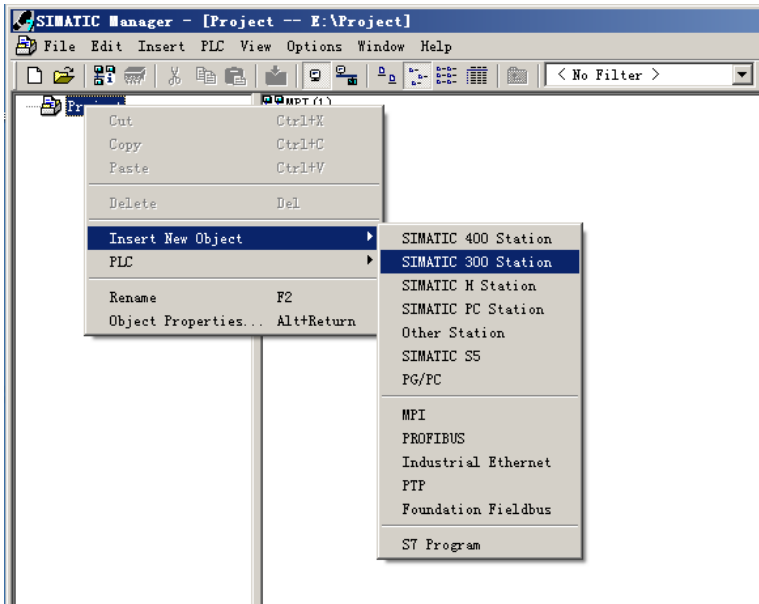 SIMATIC Manager - [Project -- E:\Project]
File Edit Insert PLC View Options Window Help
< No Filter >
MPI(1)
Cut Ctrl+X
Copy Ctrl+C
Paste Ctrl+V
Delete Del
Insert New Object
PLC
Rename F2
Object Properties... Alt+Return
SIMATIC 400 Station
SIMATIC 300 Station
SIMATIC H Station
SIMATIC PC Station
Other Station
SIMATIC S5
PG/PC
MPI
PROFIBUS
Industrial Ethernet
PTP
Foundation Fieldbus
S7 Program